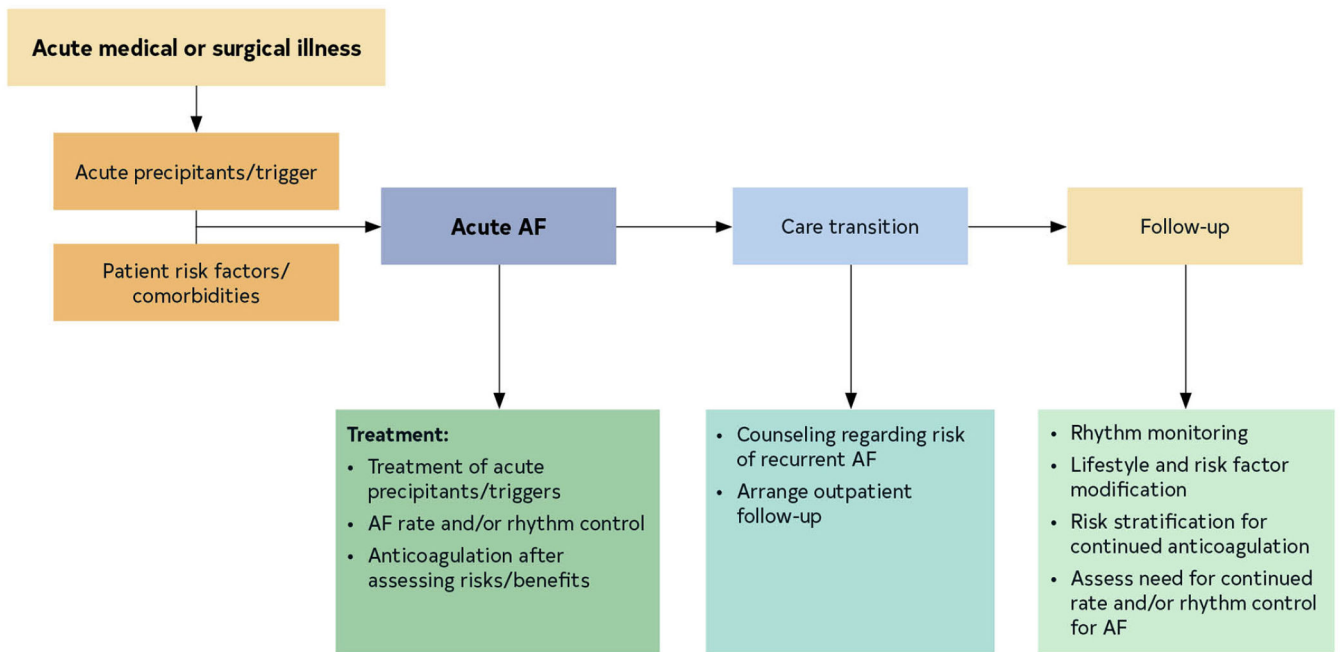 Acute medical or surgical illness
Acute precipitants/trigger
Patient risk factors/
comorbidities
Acute AF
Care transition
Follow-up
Treatment:
• Treatment of acute
precipitants/triggers
• AF rate and/or rhythm control
• Anticoagulation after
assessing risks/benefits
• Counseling regarding risk
of recurrent AF
• Arrange outpatient
follow-up
• Rhythm monitoring
• Lifestyle and risk factor
modification
• Risk stratification for
continued anticoagulation
• Assess need for continued
rate and/or rhythm control
for AF